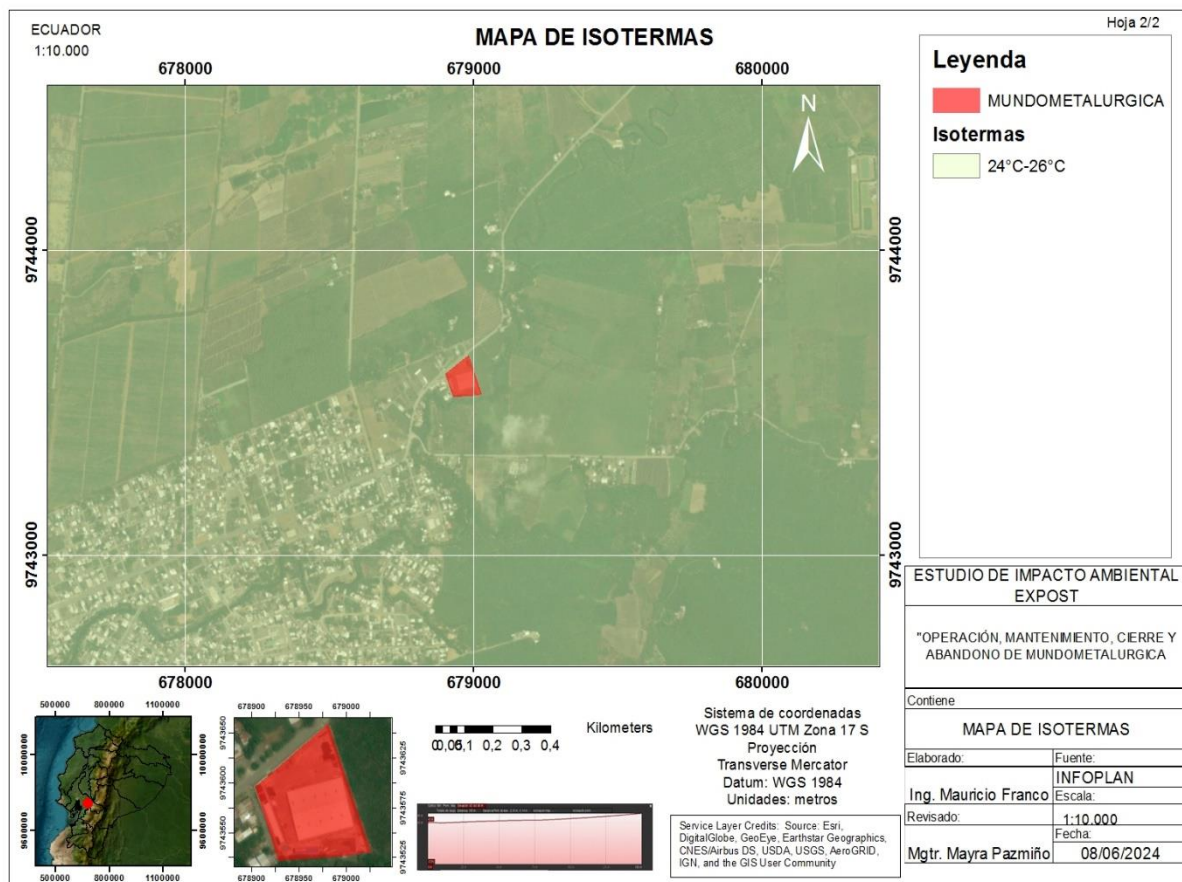 ECUADOR
1:10.000
MAPA DE ISOTERMAS
Hoja 2/2
678000
679000
680000
9744000
9743000
9744000
9743000
N
678000
679000
680000
Leyenda
MUNDOMETALURGICA
Isotermas
24°C-26°C
ESTUDIO DE IMPACTO AMBIENTAL
EXPOST
"OPERACIÓN, MANTENIMIENTO, CIERRE Y
ABANDONO DE MUNDOMETALURGICA
Contiene
MAPA DE ISOTERMAS
Elaborado:
Ing. Mauricio Franco
Revisado:
Mgtr. Mayra Pazmiño
Fuente:
INFOPLAN
Escala:
1:10.000
Fecha:
08/06/2024
500000 800000 1100000
10000000
9600000
10000000
9600000
500000 800000 1100000
678900 678950 679000
9743650
9743600
9743550
9743625
9743575
9743525
678900 678950 679000
Kilometers
0 0,05 0,1 0,2 0,3 0,4
Sistema de coordenadas
WGS 1984 UTM Zona 17 S
Proyección
Transverse Mercator
Datum: WGS 1984
Unidades: metros
Service Layer Credits: Source: Esri,
DigitalGlobe, GeoEye, Earthstar Geographics,
CNES/Airbus DS, USDA, USGS, AeroGRID,
IGN, and the GIS User Community